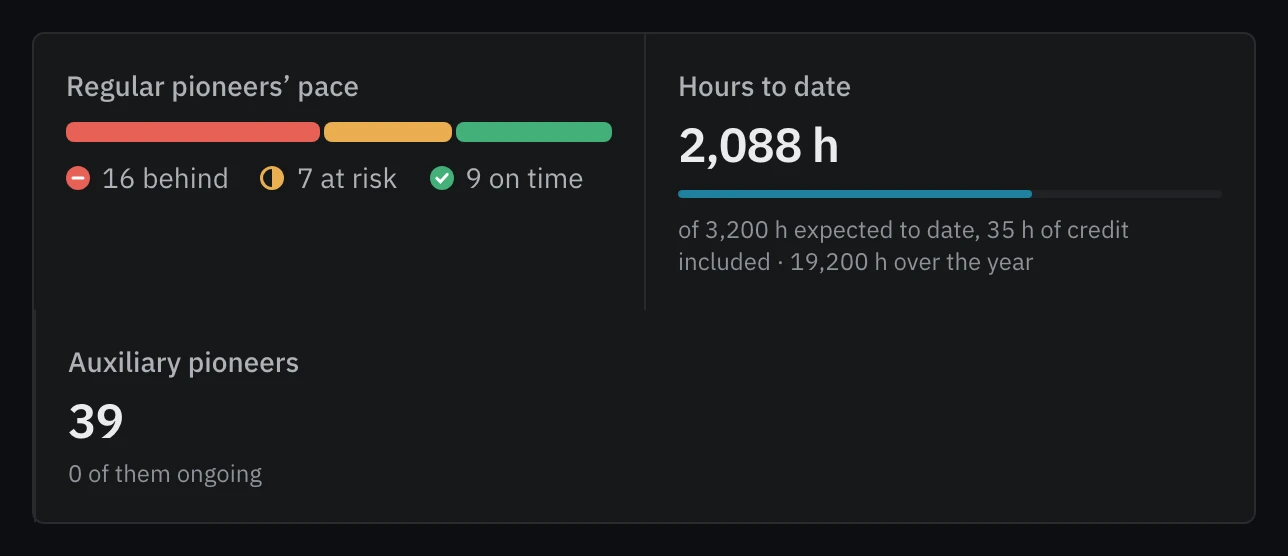 Regular pioneers’ pace
16 behind
7 at risk
9 on time
Hours to date
2,088 h
of 3,200 h expected to date, 35 h of credit
included · 19,200 h over the year
Auxiliary pioneers
39
0 of them ongoing